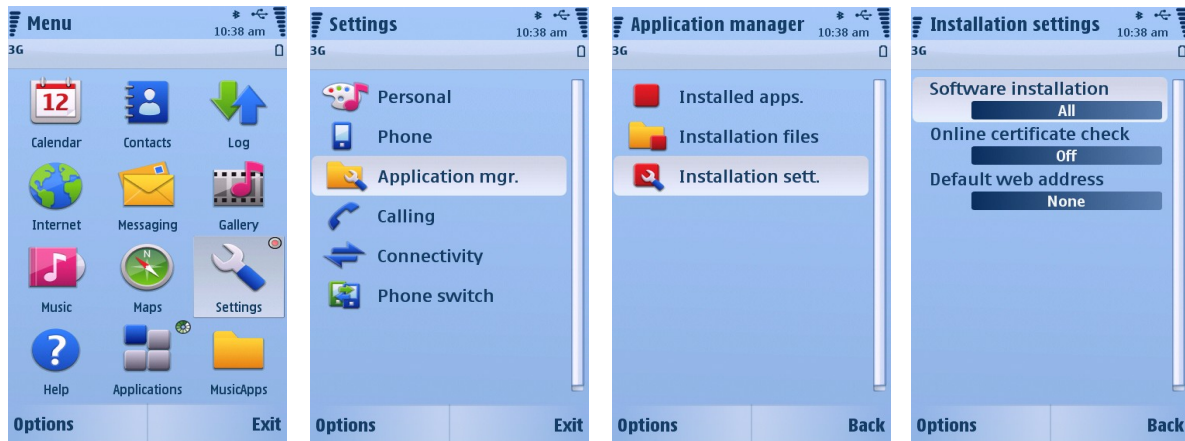 Menu
10:38 am
3G
12
Calendar Contacts Log
Internet Messaging Gallery
N
Music Maps Settings
?
Help Applications MusicApps
Options Exit
Settings
10:38 am
3G
Personal
Phone
Application mgr.
Calling
Connectivity
Phone switch
Options Exit
Application manager
10:38 am
3G
Installed apps.
Installation files
Installation sett.
Options Back
Installation settings
10:38 am
3G
Software installation
All
Online certificate check
Off
Default web address
None
Options Back